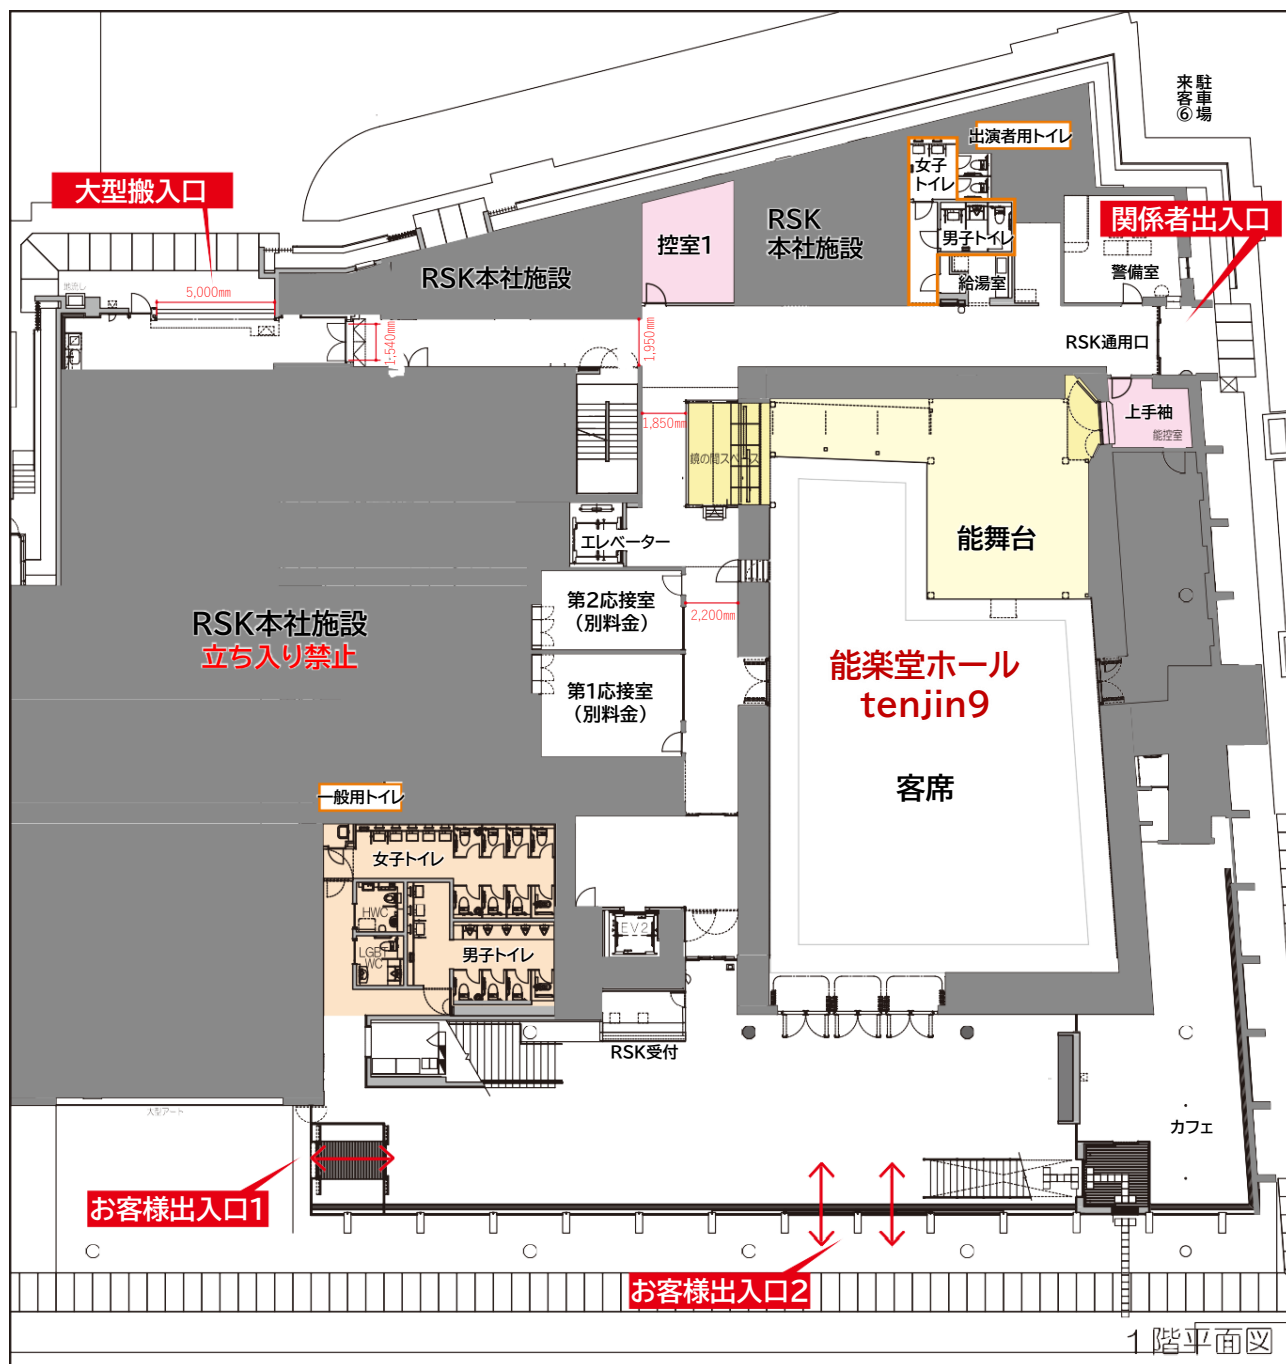 駐車場
来客⑥
出演者用トイレ
女子
トイレ
大型搬入口
関係者出入口
RSK
本社施設
控室1
男子トイレ
RSK本社施設
警備室
給湯室
池流し
5,000mm
1,540mm
1,950mm
RSK通用口
上手袖
能控室
1,850mm
鏡の間スペース
能舞台
エレベーター
第2応接室
(別料金)
2,200mm
RSK本社施設
立ち入り禁止
能楽堂ホール
tenjin9
第1応接室
(別料金)
客席
一般用トイレ
女子トイレ
HWC
EV2
LGBT
WC
男子トイレ
RSK受付
大型アート
カフェ
お客様出入口1
お客様出入口2
1階平面図